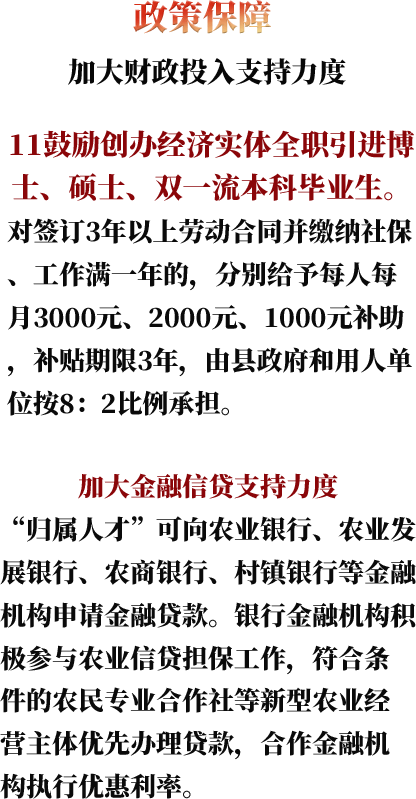 政策保障
加大财政投入支持力度
11鼓励创办经济实体全职引进博
士、硕士、双一流本科毕业生。
对签订3年以上劳动合同并缴纳社保
、工作满一年的，分别给予每人每
月3000元、2000元、1000元补助
，补贴期限3年，由县政府和用人单
位按8：2比例承担。
加大金融信贷支持力度
“归属人才”可向农业银行、农业发
展银行、农商银行、村镇银行等金融
机构申请金融贷款。银行金融机构积
极参与农业信贷担保工作，符合条
件的农民专业合作社等新型农业经
营主体优先办理贷款，合作金融机
构执行优惠利率。